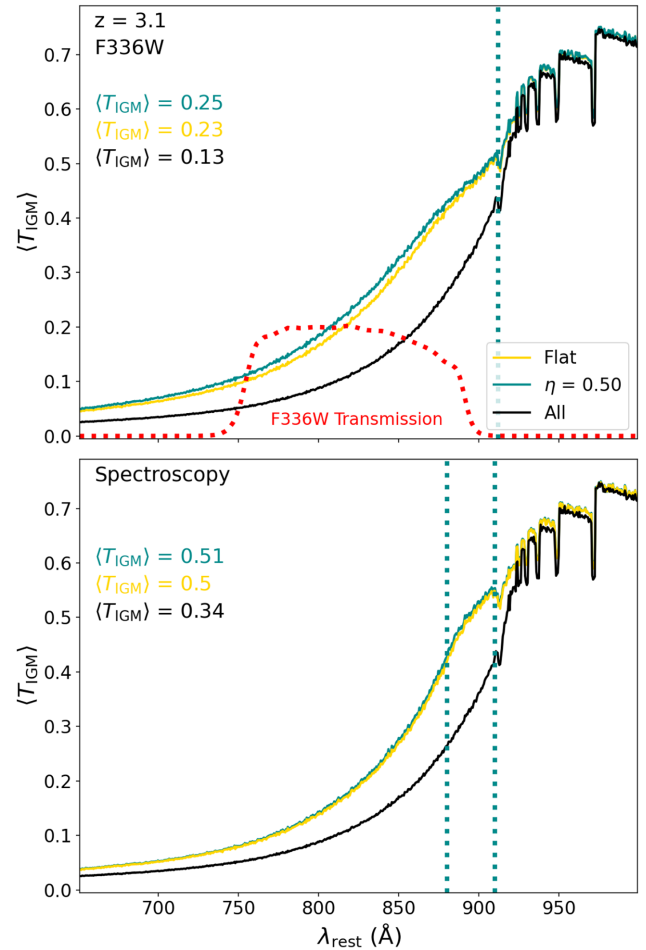 z = 3.1
F336W
⟨T_IGM⟩ = 0.25
⟨T_IGM⟩ = 0.23
⟨T_IGM⟩ = 0.13
⟨T_IGM⟩
0.7
0.6
0.5
0.4
0.3
0.2
0.1
0.0
Flat
η = 0.50
All
F336W Transmission
Spectroscopy
⟨T_IGM⟩ = 0.51
⟨T_IGM⟩ = 0.5
⟨T_IGM⟩ = 0.34
⟨T_IGM⟩
0.7
0.6
0.5
0.4
0.3
0.2
0.1
0.0
700 750 800 850 900 950
λ_rest (Å)